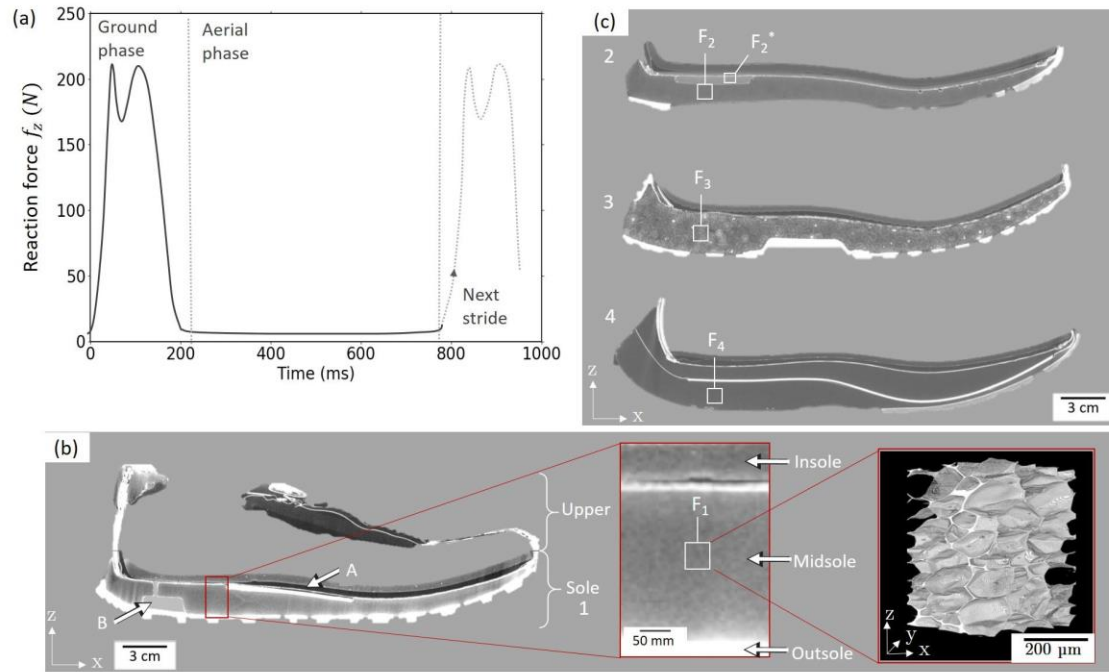 (a)
250
200
150
100
50
0
Reaction force f_z (N)
Ground
phase
Aerial
phase
Next
stride
0
200
400
600
800
1000
Time (ms)
(c)
2
F2
F2*
3
F3
4
F4
z
x
3 cm
(b)
A
B
Upper
Sole
1
z
x
3 cm
F1
50 mm
Insole
Midsole
Outsole
z
y
x
200 µm